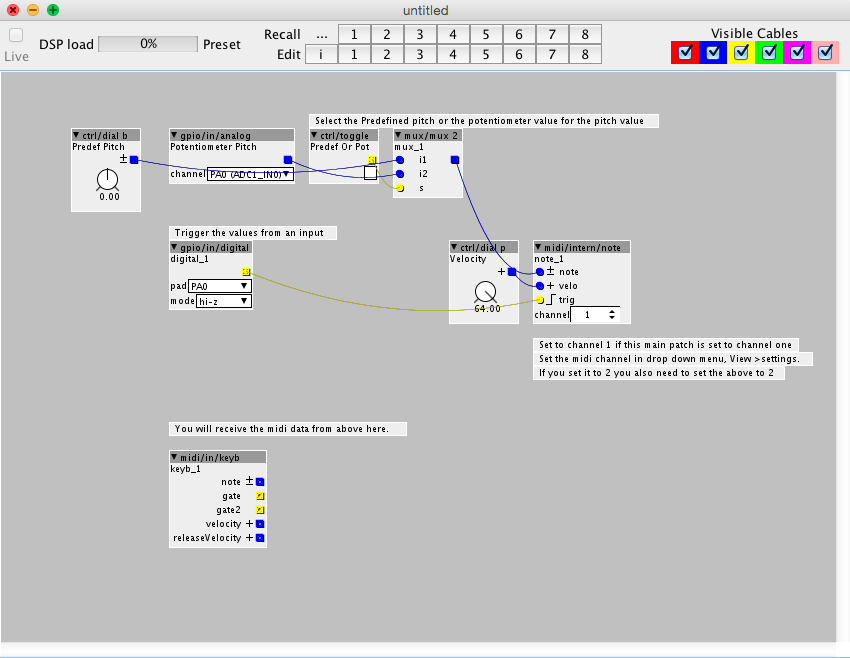 untitled
Live
DSP load
0%
Preset
Recall ... 1 2 3 4 5 6 7 8
Edit i 1 2 3 4 5 6 7 8
Visible Cables
Select the Predefined pitch or the potentiometer value for the pitch value
ctrl/dial b
Predef Pitch
±
0.00
gpio/in/analog
Potentiometer Pitch
channel PA0 (ADC1_IN0)
ctrl/toggle
Predef Or Pot
mux/mux 2
mux_1
i1
i2
s
Trigger the values from an input
gpio/in/digital
digital_1
pad PA0
mode hi-z
ctrl/dial p
Velocity
+
64.00
midi/intern/note
note_1
± note
+ velo
trig
channel 1
Set to channel 1 if this main patch is set to channel one
Set the midi channel in drop down menu, View >settings.
If you set it to 2 you also need to set the above to 2
You will receive the midi data from above here.
midi/in/keyb
keyb_1
note ±
gate
gate2
velocity +
releaseVelocity +